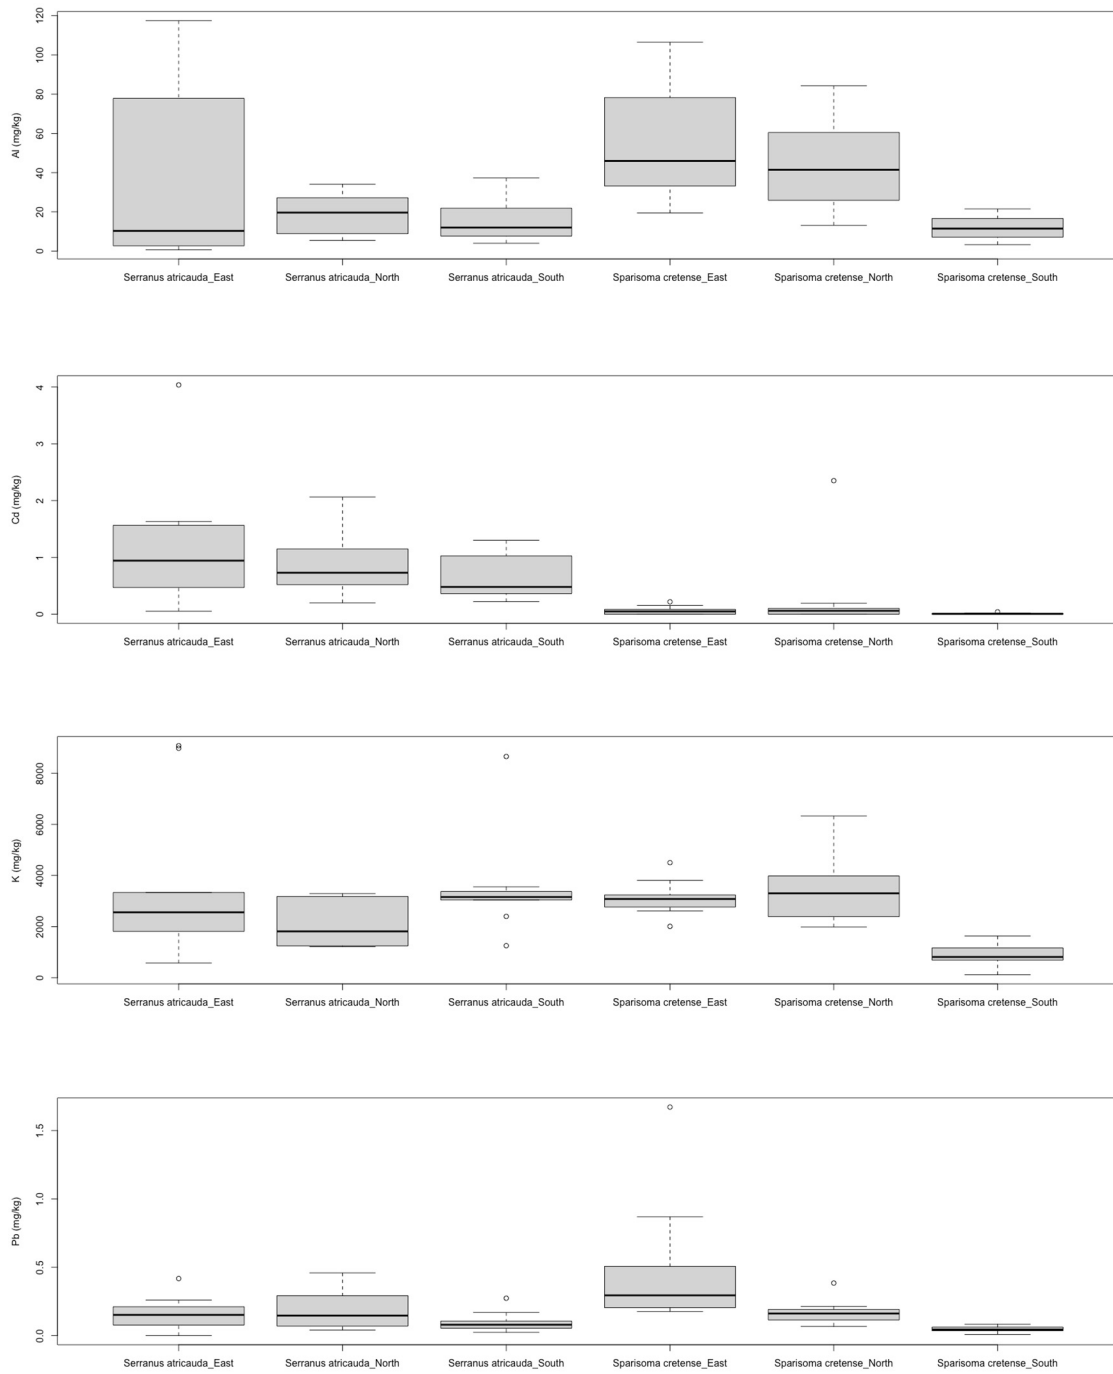 Al (mg/kg)
0 20 40 60 80 100 120
Serranus atricauda_East Serranus atricauda_North Serranus atricauda_South Sparisoma cretense_East Sparisoma cretense_North Sparisoma cretense_South
Cd (mg/kg)
0 1 2 3 4
Serranus atricauda_East Serranus atricauda_North Serranus atricauda_South Sparisoma cretense_East Sparisoma cretense_North Sparisoma cretense_South
K (mg/kg)
0 2000 4000 6000 8000
Serranus atricauda_East Serranus atricauda_North Serranus atricauda_South Sparisoma cretense_East Sparisoma cretense_North Sparisoma cretense_South
Pb (mg/kg)
0.0 0.5 1.0 1.5
Serranus atricauda_East Serranus atricauda_North Serranus atricauda_South Sparisoma cretense_East Sparisoma cretense_North Sparisoma cretense_South